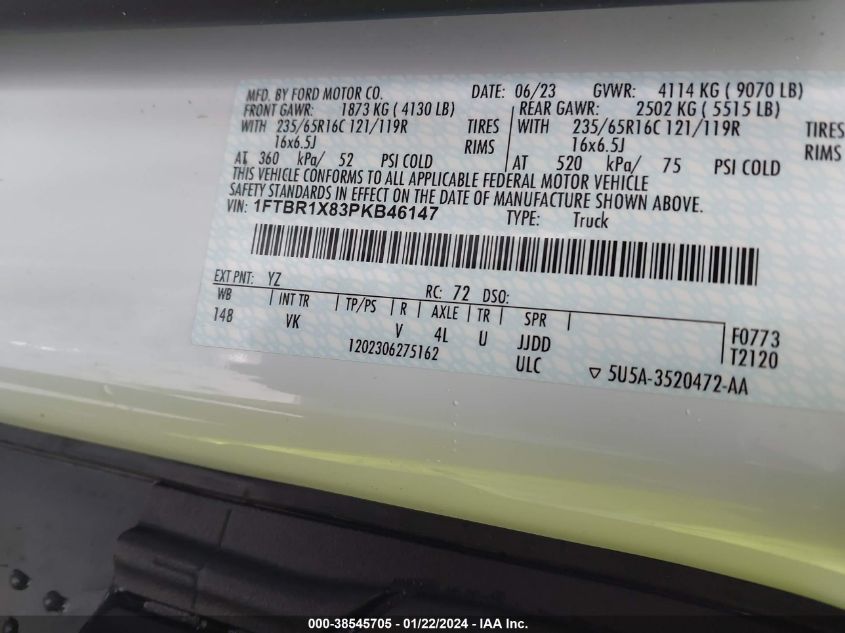 MFD. BY FORD MOTOR CO. DATE: 06/23 GVWR: 4114 KG ( 9070 LB)
FRONT GAWR: 1873 KG ( 4130 LB) REAR GAWR: 2502 KG ( 5515 LB)
WITH 235/65R16C 121/119R TIRES WITH 235/65R16C 121/119R TIRES
16x6.5J RIMS 16x6.5J RIMS
AT 360 kPa/ 52 PSI COLD AT 520 kPa/ 75 PSI COLD
THIS VEHICLE CONFORMS TO ALL APPLICABLE FEDERAL MOTOR VEHICLE
SAFETY STANDARDS IN EFFECT ON THE DATE OF MANUFACTURE SHOWN ABOVE.
VIN: 1FTBR1X83PKB46147 TYPE: Truck
EXT PNT: YZ RC: 72 DSO:
WB INT TR TP/PS R AXLE TR SPR F0773
148 VK V 4L U JJDD T2120
1202306275162 ULC
5U5A-3520472-AA
000-38545705 - 01/22/2024 - IAA Inc.